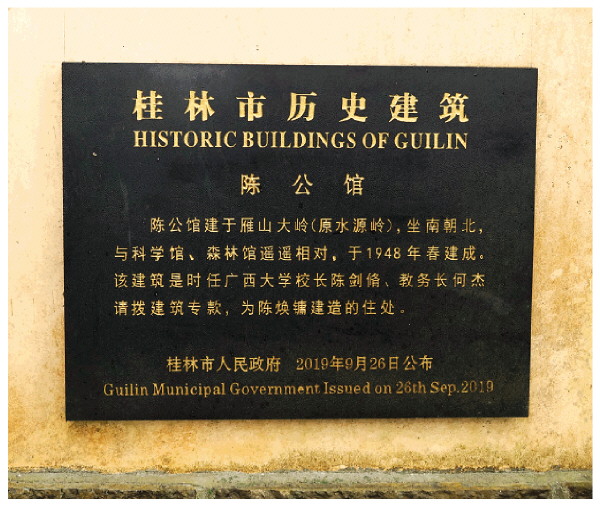 桂林市历史建筑
HISTORIC BUILDINGS OF GUILIN
陈公馆
陈公馆建于雁山大岭(原水源岭),坐南朝北,
与科学馆、森林馆遥遥相对,于1948年春建成。
该建筑是时任广西大学校长陈剑脩、教务长何杰
请拨建筑专款,为陈焕镛建造的住处。
桂林市人民政府 2019年9月26日公布
Guilin Municipal Government Issued on 26th Sep.2019